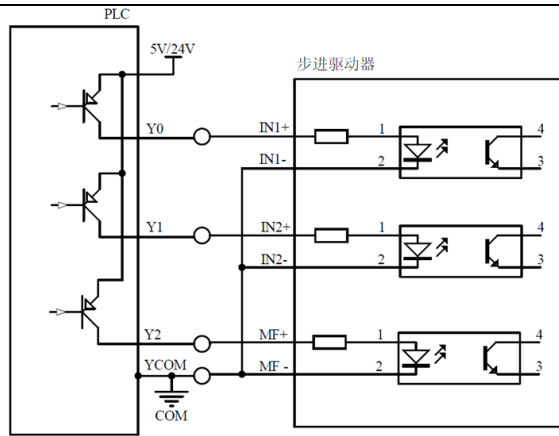 PLC
5V/24V
步进驱动器
Y0
IN1+
1
4
IN1-
2
3
Y1
IN2+
1
4
IN2-
2
3
Y2
MF+
1
4
YCOM
MF -
2
3
COM